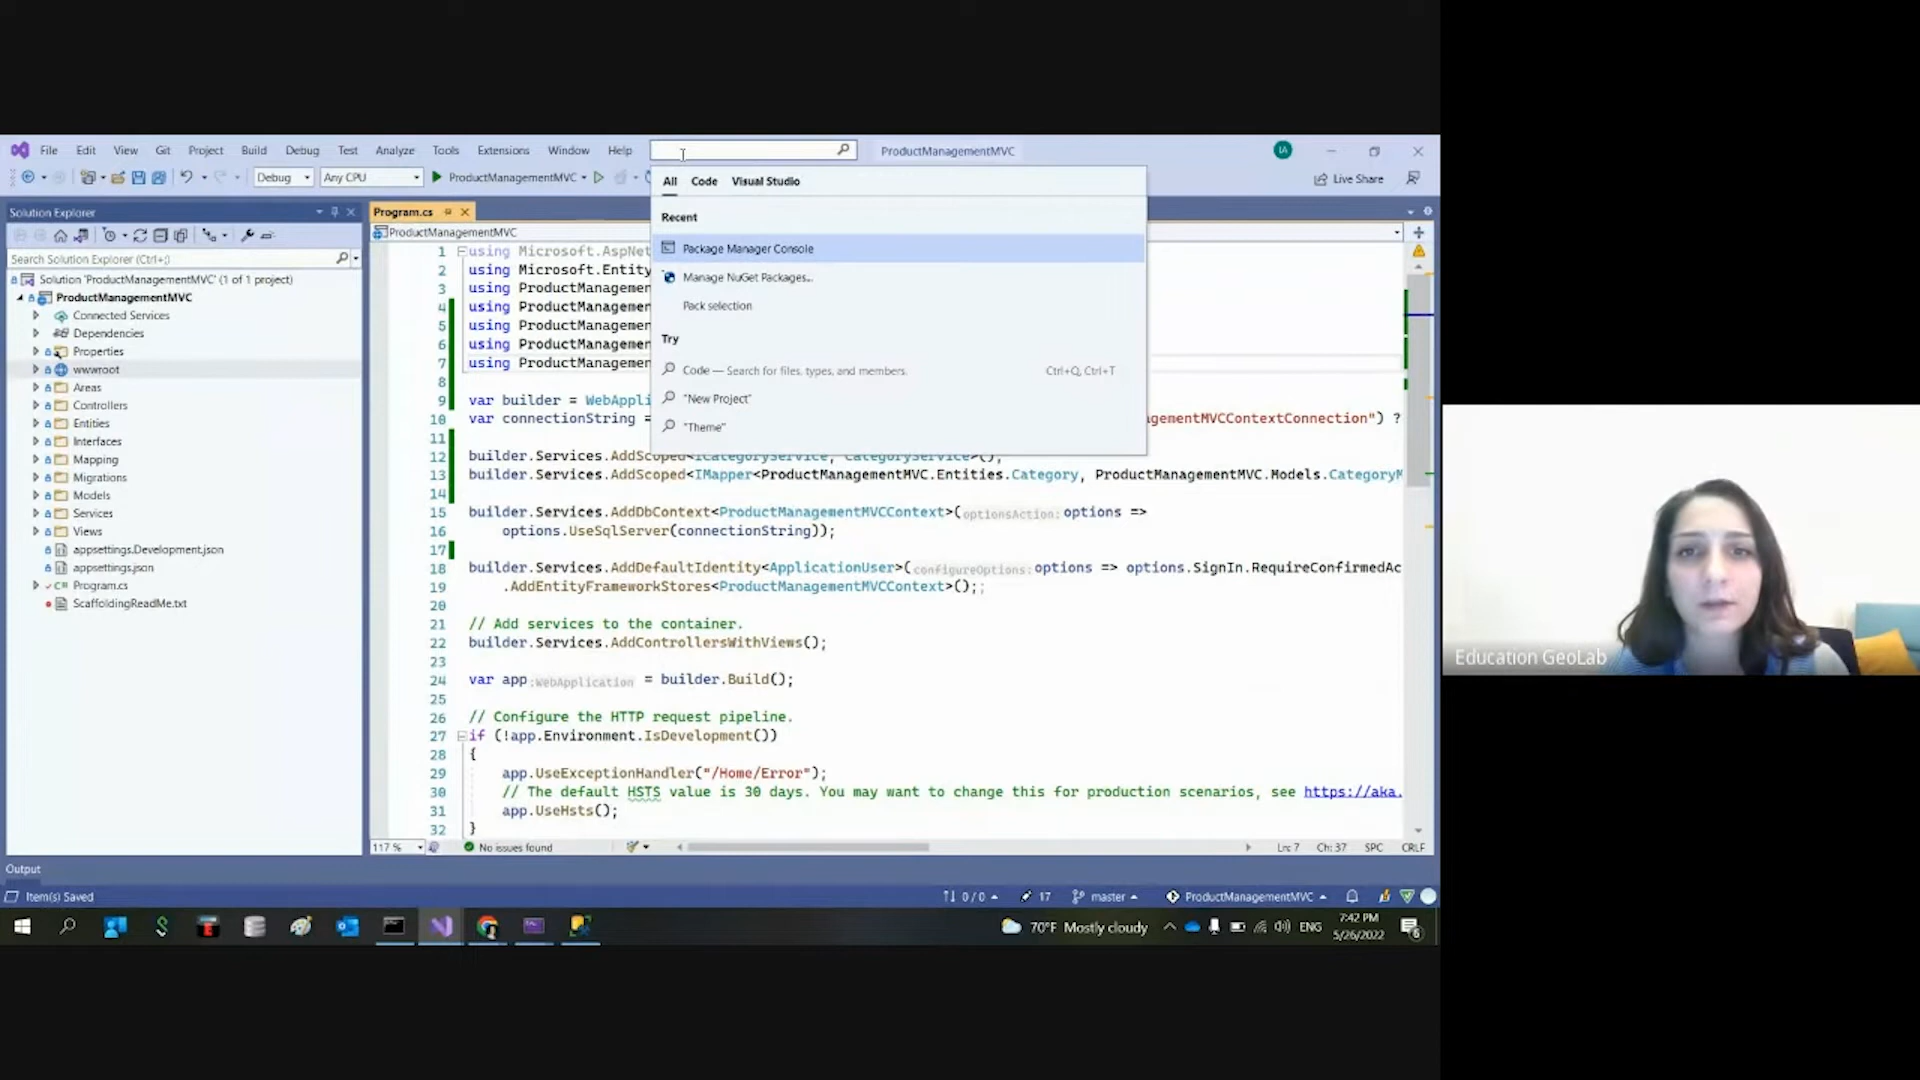 File Edit View Git Project Build Debug Test Analyze Tools Extensions Window Help ProductManagementMVC IA
Debug Any CPU ProductManagementMVC Live Share
All Code Visual Studio
Recent
Package Manager Console
Manage NuGet Packages...
Pack selection
Try
Code — Search for files, types, and members. Ctrl+Q, Ctrl+T
"New Project"
"Theme"
Solution Explorer
Search Solution Explorer (Ctrl+;)
Solution 'ProductManagementMVC' (1 of 1 project)
ProductManagementMVC
Connected Services
Dependencies
Properties
wwwroot
Areas
Controllers
Entities
Interfaces
Mapping
Migrations
Models
Services
Views
appsettings.Development.json
appsettings.json
C# Program.cs
ScaffoldingReadMe.txt
Program.cs
ProductManagementMVC
1 using Microsoft.AspNet
2 using Microsoft.Entity
3 using ProductManagemen
4 using ProductManagemen
5 using ProductManagemen
6 using ProductManagemen
7 using ProductManagemen
8
9 var builder = WebAppli
10 var connectionString = agementMVCContextConnection") ?
11
12 builder.Services.AddScoped<ICategoryService, CategoryService>();
13 builder.Services.AddScoped<IMapper<ProductManagementMVC.Entities.Category, ProductManagementMVC.Models.CategoryM
14
15 builder.Services.AddDbContext<ProductManagementMVCContext>(optionsAction: options =>
16 options.UseSqlServer(connectionString));
17
18 builder.Services.AddDefaultIdentity<ApplicationUser>(configureOptions: options => options.SignIn.RequireConfirmedAc
19 .AddEntityFrameworkStores<ProductManagementMVCContext>();;
20
21 // Add services to the container.
22 builder.Services.AddControllersWithViews();
23
24 var app : WebApplication = builder.Build();
25
26 // Configure the HTTP request pipeline.
27 if (!app.Environment.IsDevelopment())
28 {
29 app.UseExceptionHandler("/Home/Error");
30 // The default HSTS value is 30 days. You may want to change this for production scenarios, see https://aka.
31 app.UseHsts();
32 }
117 % No issues found Ln: 7 Ch: 37 SPC CRLF
Output
Item(s) Saved 0 / 0 17 master ProductManagementMVC
70°F Mostly cloudy ENG 7:42 PM
5/26/2022 6
Education GeoLab